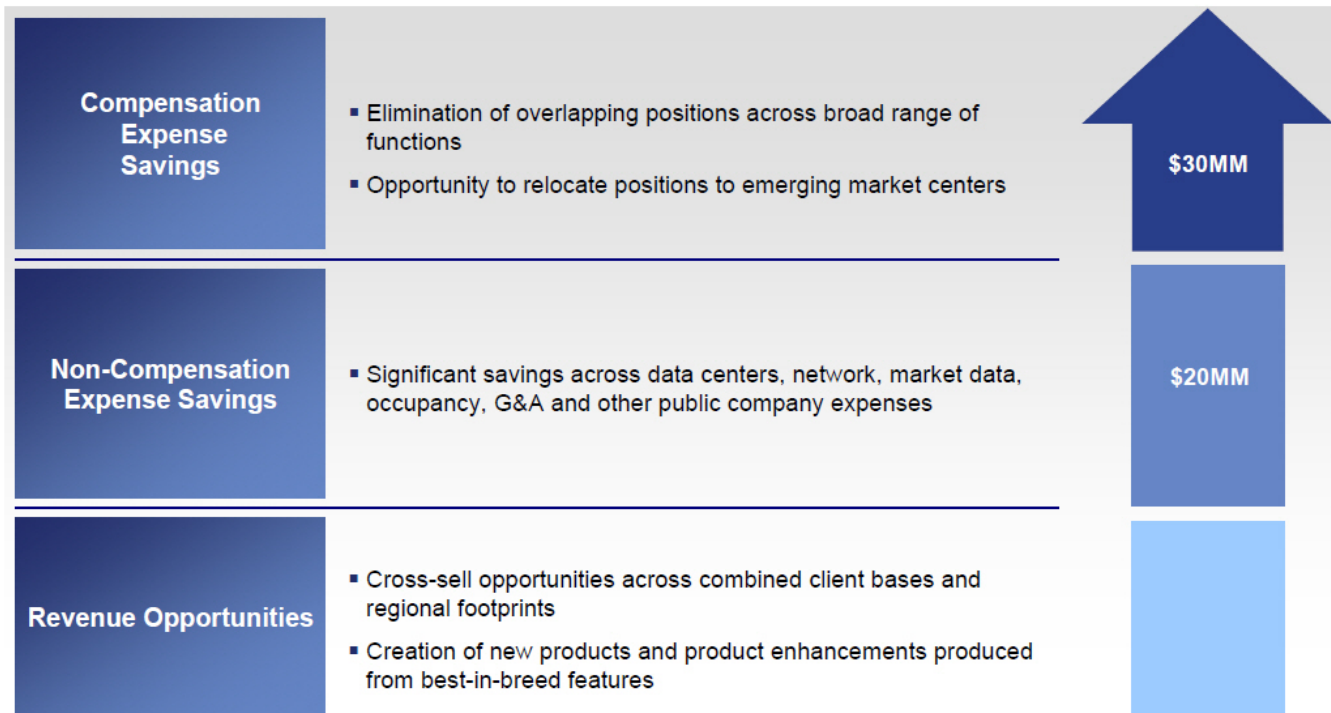 Compensation
Expense
Savings
▪ Elimination of overlapping positions across broad range of
functions
▪ Opportunity to relocate positions to emerging market centers
$30MM
Non-Compensation
Expense Savings
▪ Significant savings across data centers, network, market data,
occupancy, G&A and other public company expenses
$20MM
Revenue Opportunities
▪ Cross-sell opportunities across combined client bases and
regional footprints
▪ Creation of new products and product enhancements produced
from best-in-breed features